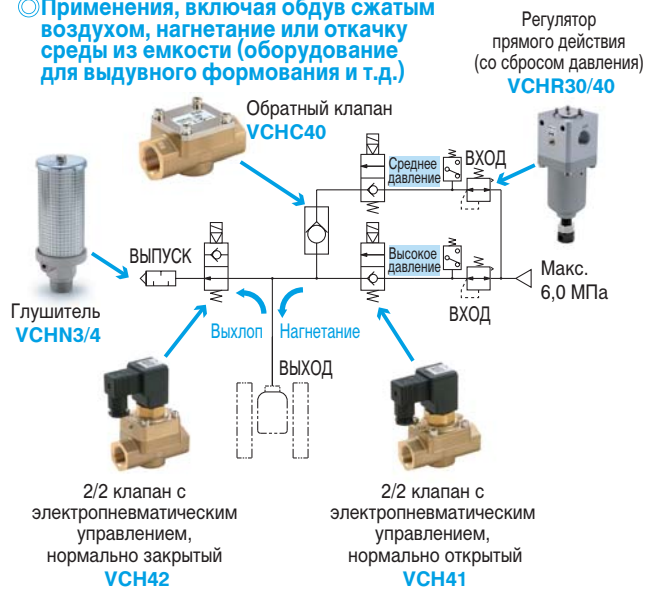 ◎Применения, включая обдув сжатым
воздухом, нагнетание или откачку
среды из емкости (оборудование
для выдувного формования и т.д.)
Регулятор
прямого действия
(со сбросом давления)
VCHR30/40
Обратный клапан
VCHC40
Среднее
давление
ВХОД
ВЫПУСК
Высокое
давление
Макс.
6,0 МПа
ВХОД
Глушитель
VCHN3/4
Выхлоп
Нагнетание
ВЫХОД
2/2 клапан с
электропневматическим
управлением,
нормально закрытый
VCH42
2/2 клапан с
электропневматическим
управлением,
нормально открытый
VCH41